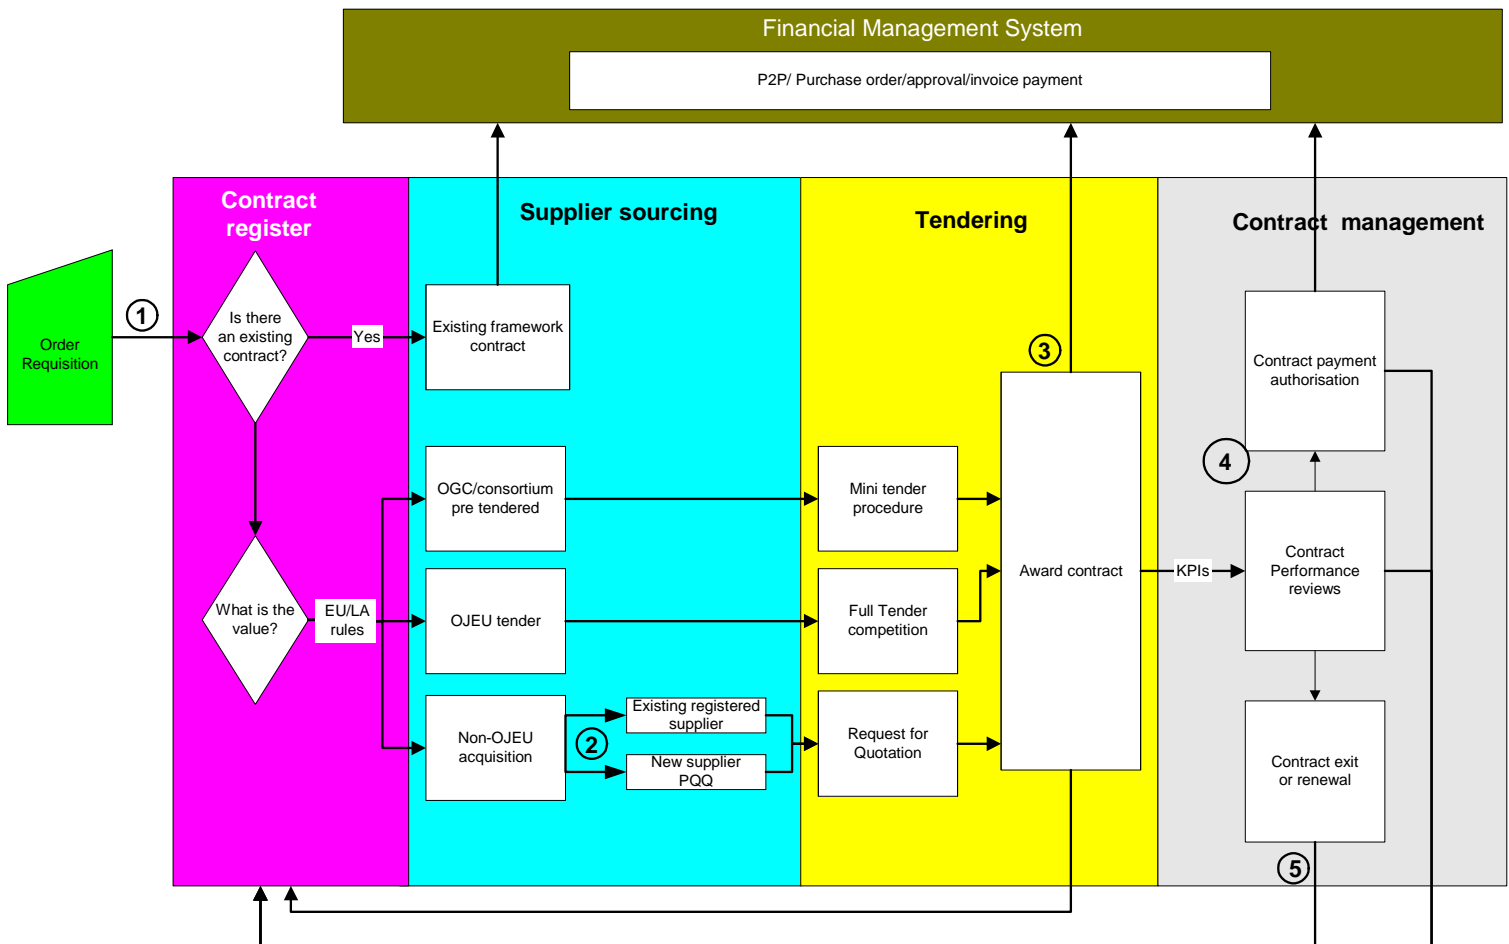 Financial Management System
P2P/ Purchase order/approval/invoice payment
Contract
register
Supplier sourcing
Tendering
Contract management
Order
Requisition
1
Is there
an existing
contract?
Yes
Existing framework
contract
3
Contract payment
authorisation
4
OGC/consortium
pre tendered
Mini tender
procedure
What is the
value?
EU/LA
rules
OJEU tender
Full Tender
competition
Award contract
KPIs
Contract
Performance
reviews
Non-OJEU
acquisition
2
Existing registered
supplier
New supplier
PQQ
Request for
Quotation
Contract exit
or renewal
5